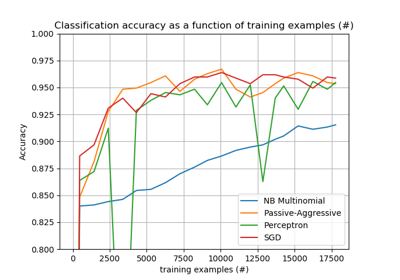 Classification accuracy as a function of training examples (#)
1.000
0.975
0.950
0.925
0.900
0.875
0.850
0.825
0.800
Accuracy
NB Multinomial
Passive-Aggressive
Perceptron
SGD
0 2500 5000 7500 10000 12500 15000 17500
training examples (#)